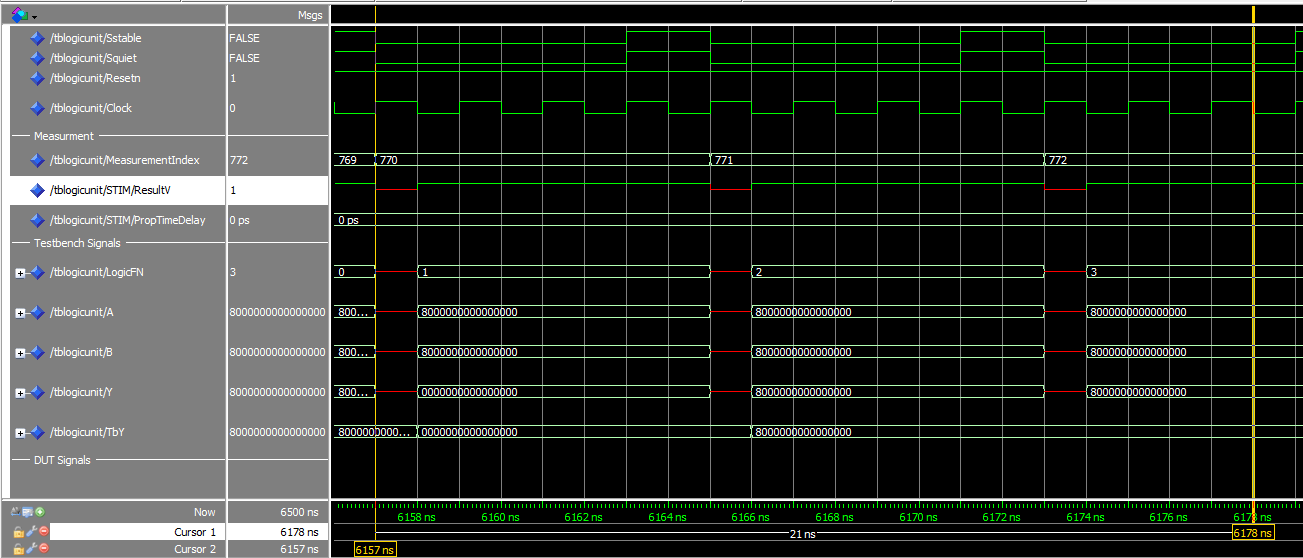 Msgs
/tblogicunit/Sstable FALSE
/tblogicunit/Squiet FALSE
/tblogicunit/Resetn 1
/tblogicunit/Clock 0
Measurment
/tblogicunit/MeasurementIndex 772 769 770 771 772
/tblogicunit/STIM/ResultV 1
/tblogicunit/STIM/PropTimeDelay 0 ps 0 ps
Testbench Signals
/tblogicunit/LogicFN 3 0 1 2 3
/tblogicunit/A 8000000000000000 800... 8000000000000000 8000000000000000 8000000000000000
/tblogicunit/B 8000000000000000 800... 8000000000000000 8000000000000000 8000000000000000
/tblogicunit/Y 8000000000000000 800... 0000000000000000 8000000000000000 8000000000000000
/tblogicunit/TbY 8000000000000000 8000000000... 0000000000000000 8000000000000000
DUT Signals
Now 6500 ns 6158 ns 6160 ns 6162 ns 6164 ns 6166 ns 6168 ns 6170 ns 6172 ns 6174 ns 6176 ns 6178 ns
Cursor 1 6178 ns 21 ns 6178 ns
Cursor 2 6157 ns 6157 ns